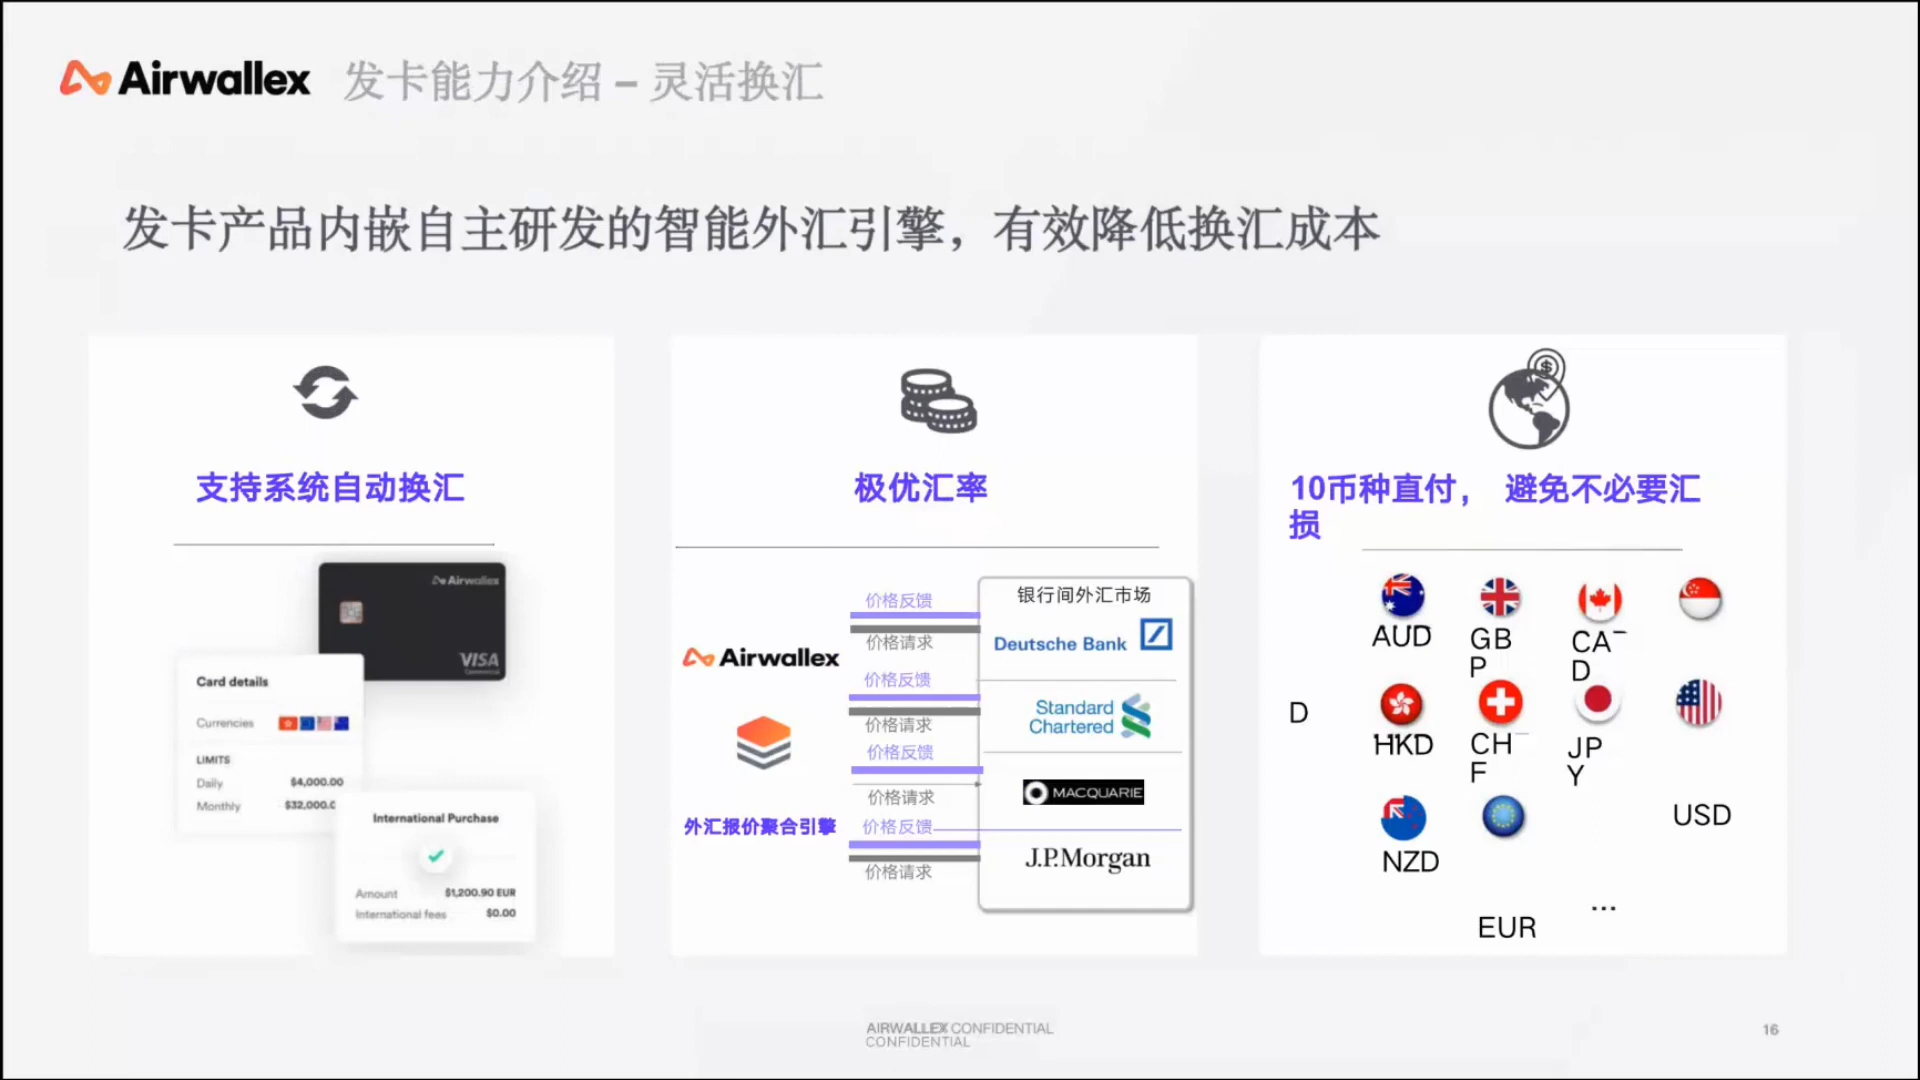 Airwallex 发卡能力介绍 – 灵活换汇
发卡产品内嵌自主研发的智能外汇引擎，有效降低换汇成本
支持系统自动换汇
Airwallex
VISA
Card details
Currencies
LIMITS
Daily $4,000.00
Monthly $32,000.0
International Purchase
Amount $1,200.90 EUR
International fees $0.00
极优汇率
Airwallex
外汇报价聚合引擎
价格反馈
价格请求
价格反馈
价格请求
价格反馈
价格请求
价格反馈
价格请求
银行间外汇市场
Deutsche Bank
Standard
Chartered
MACQUARIE
J.P.Morgan
10币种直付， 避免不必要汇
损
AUD
GB
P
CA
D
D
HKD
CH
F
JP
Y
NZD
USD
EUR
...
AIRWALLEX CONFIDENTIAL
CONFIDENTIAL
16